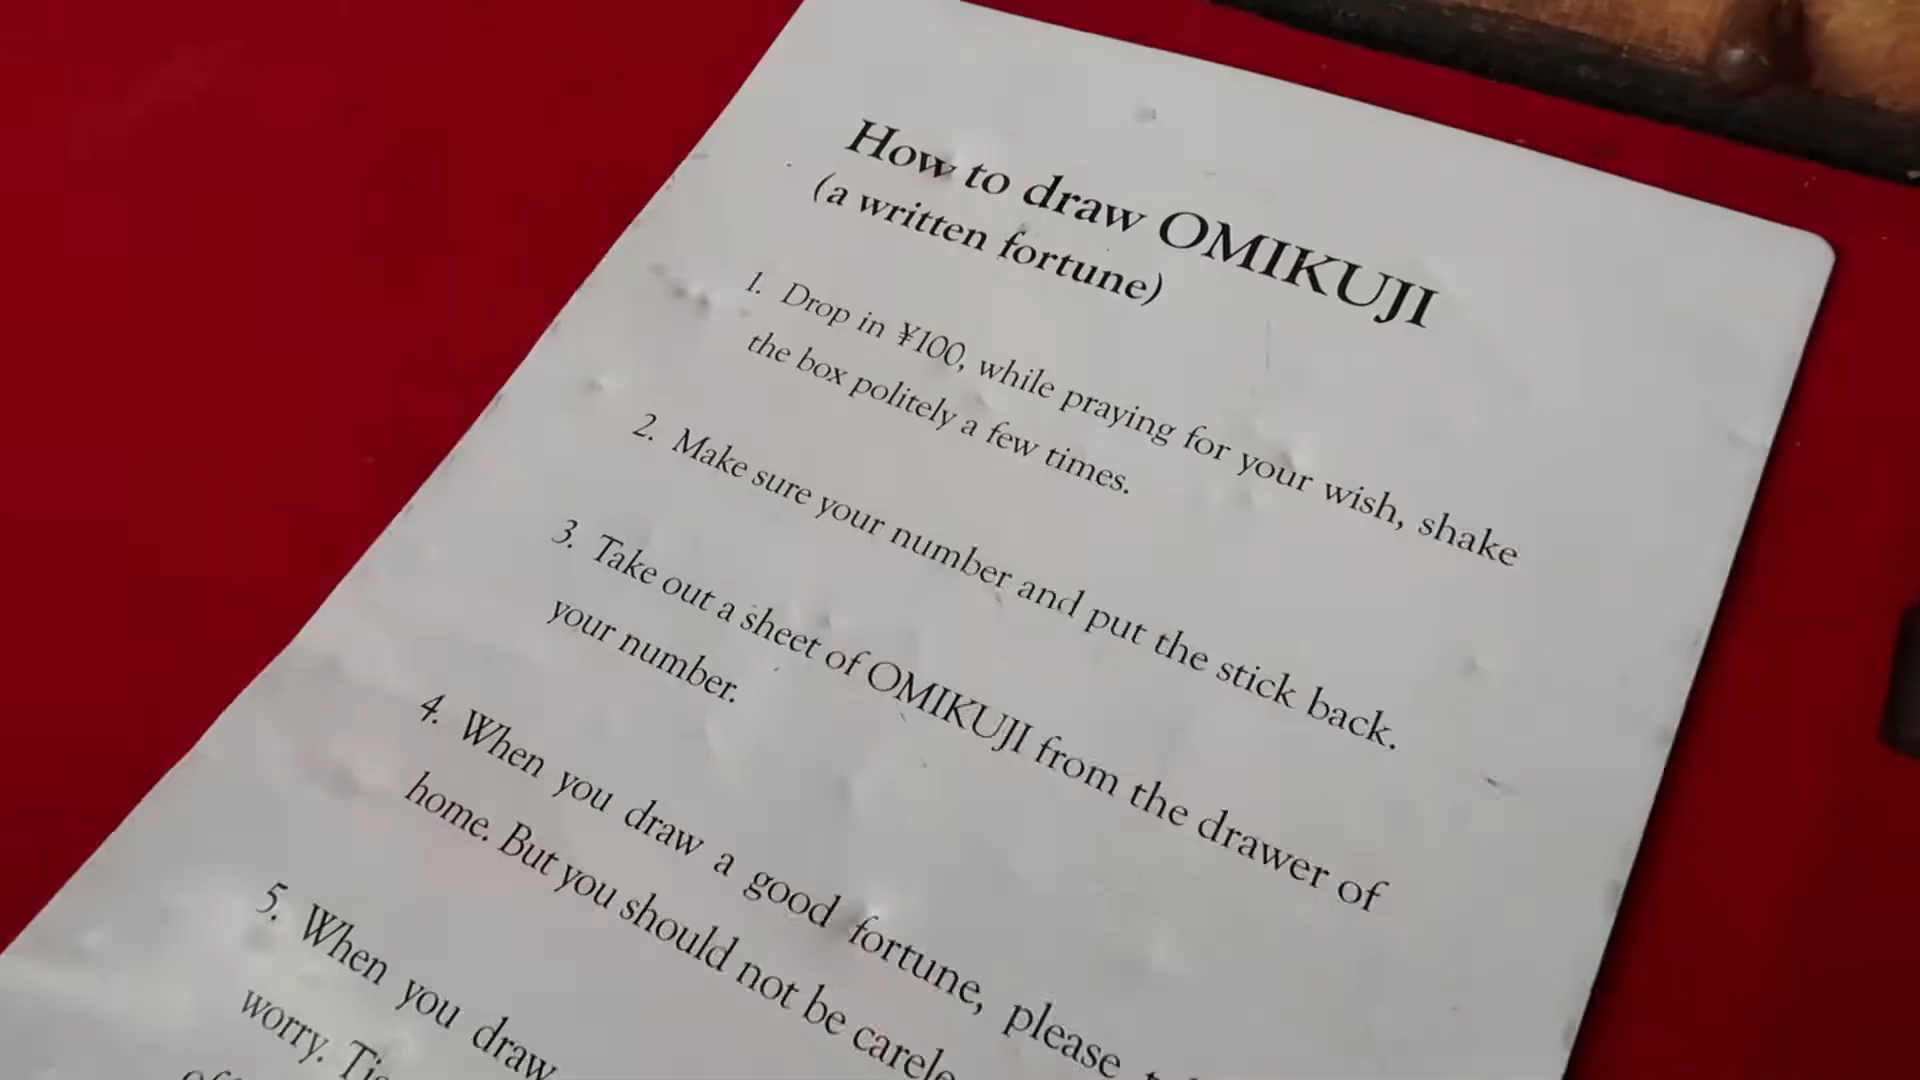 How to draw OMIKUJI
(a written fortune)
1. Drop in ¥100, while praying for your wish, shake
the box politely a few times.
2. Make sure your number and put the stick back.
3. Take out a sheet of OMIKUJI from the drawer of
your number.
4. When you draw a good fortune, please
home. But you should not be
5. When you draw
worry.